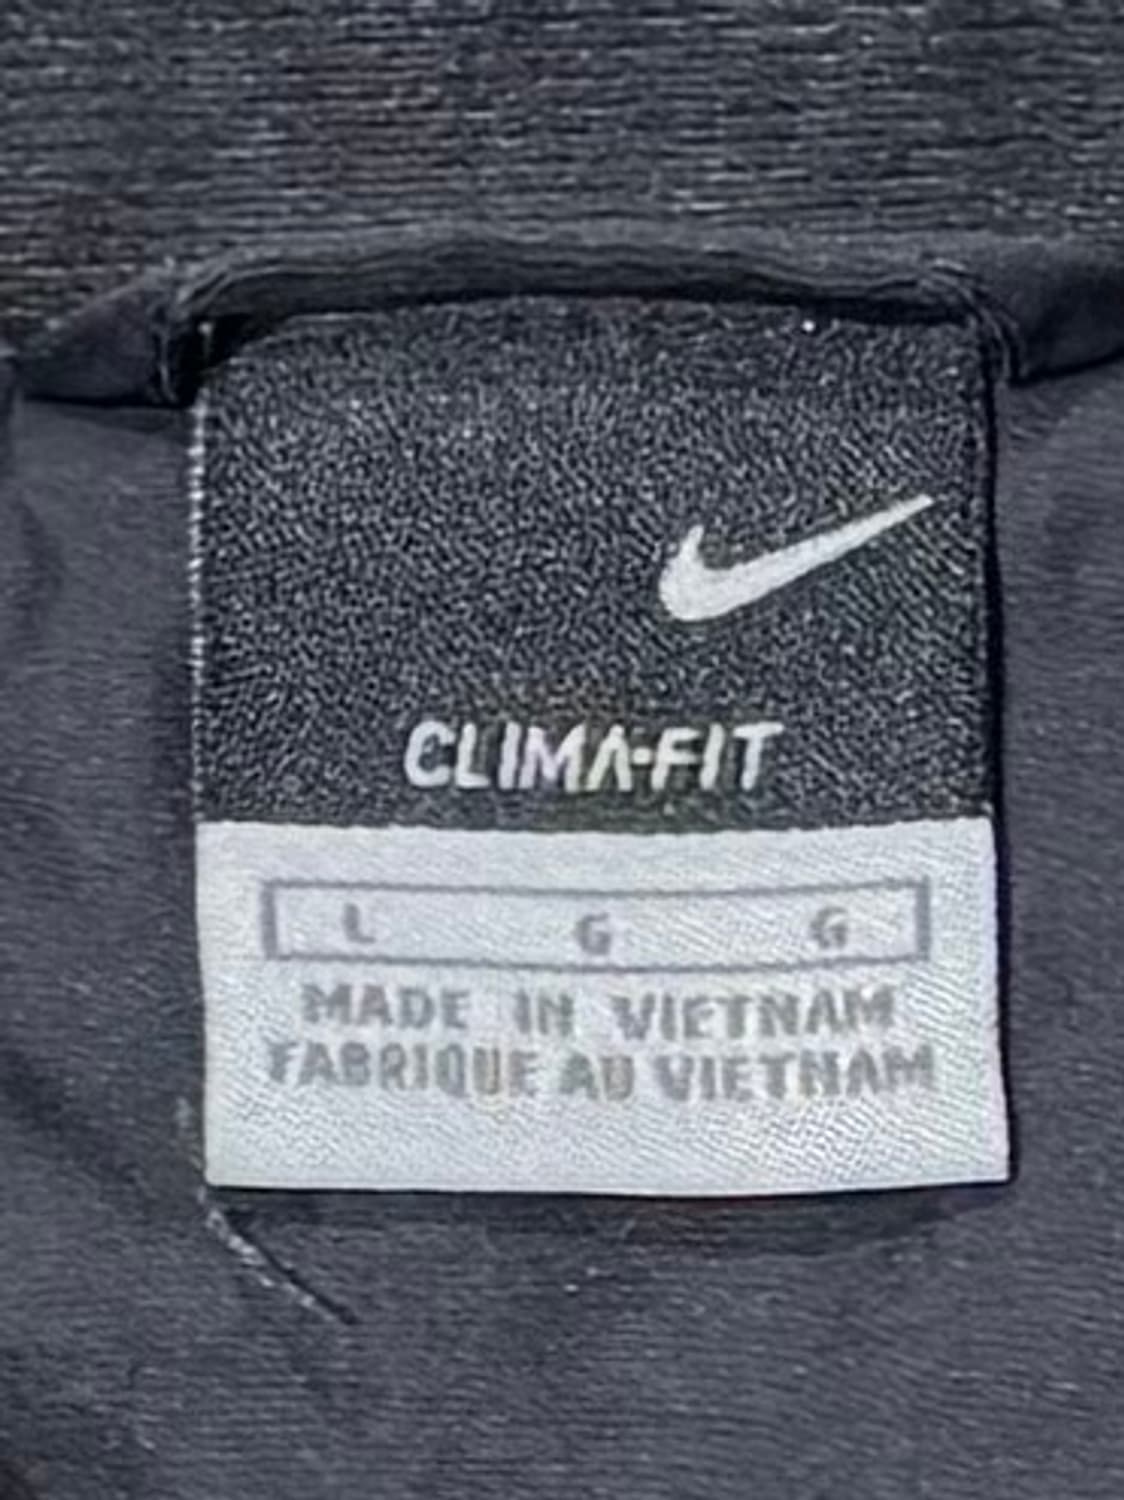 CLIMA-FIT
L G G
MADE IN VIETNAM
FABRIQUE AU VIETNAM